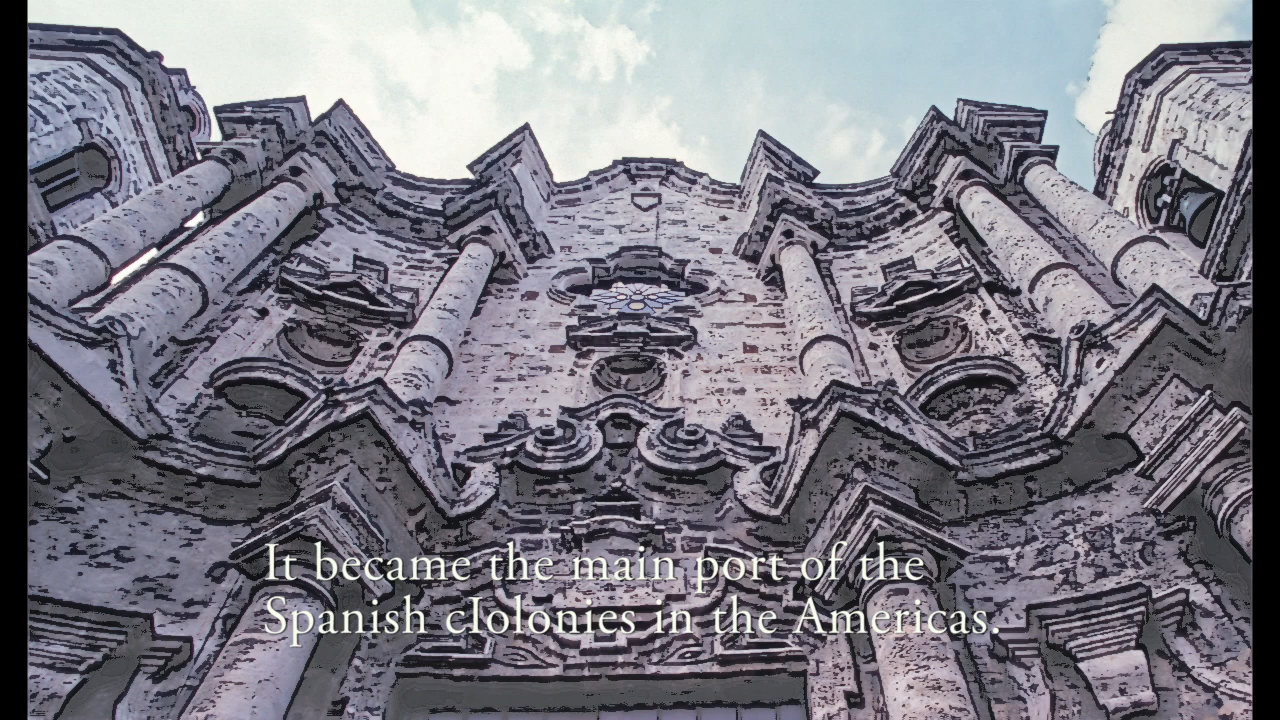 It became the main port of the
Spanish cIolonies in the Americas.